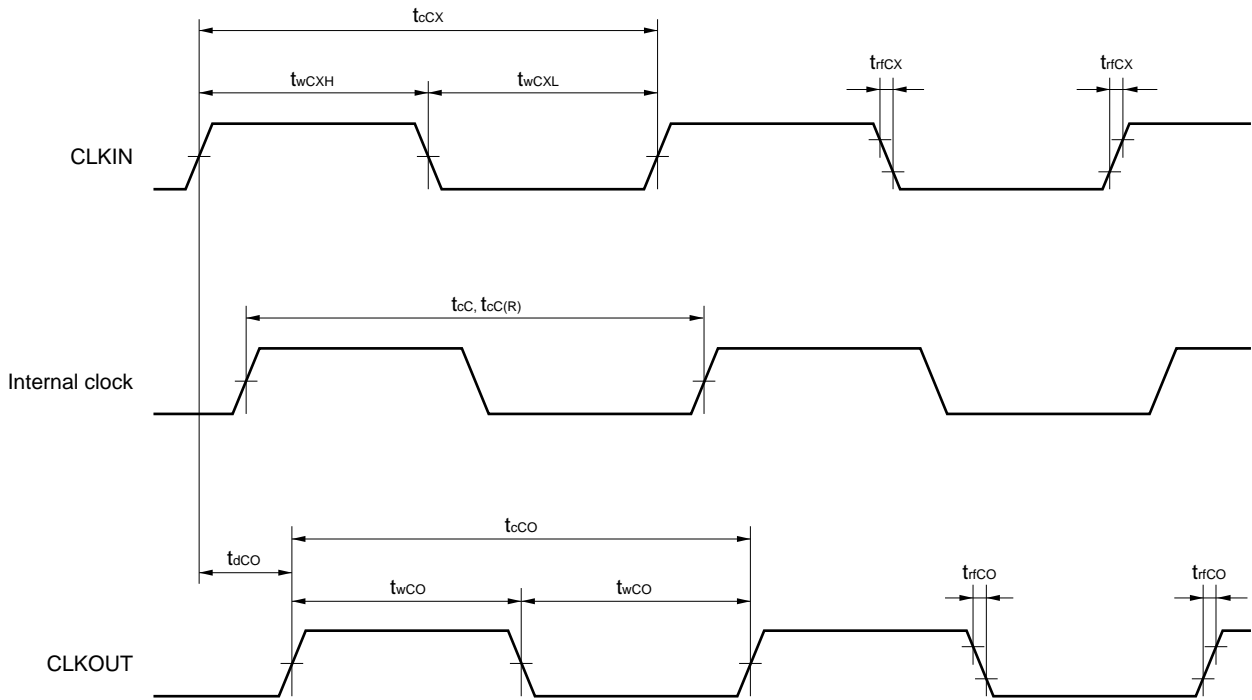 tcCX
twCXH twCXL trfCX trfCX
CLKIN
tcC, tcC(R)
Internal clock
tcCO
tdCO twCO twCO trfCO trfCO
CLKOUT